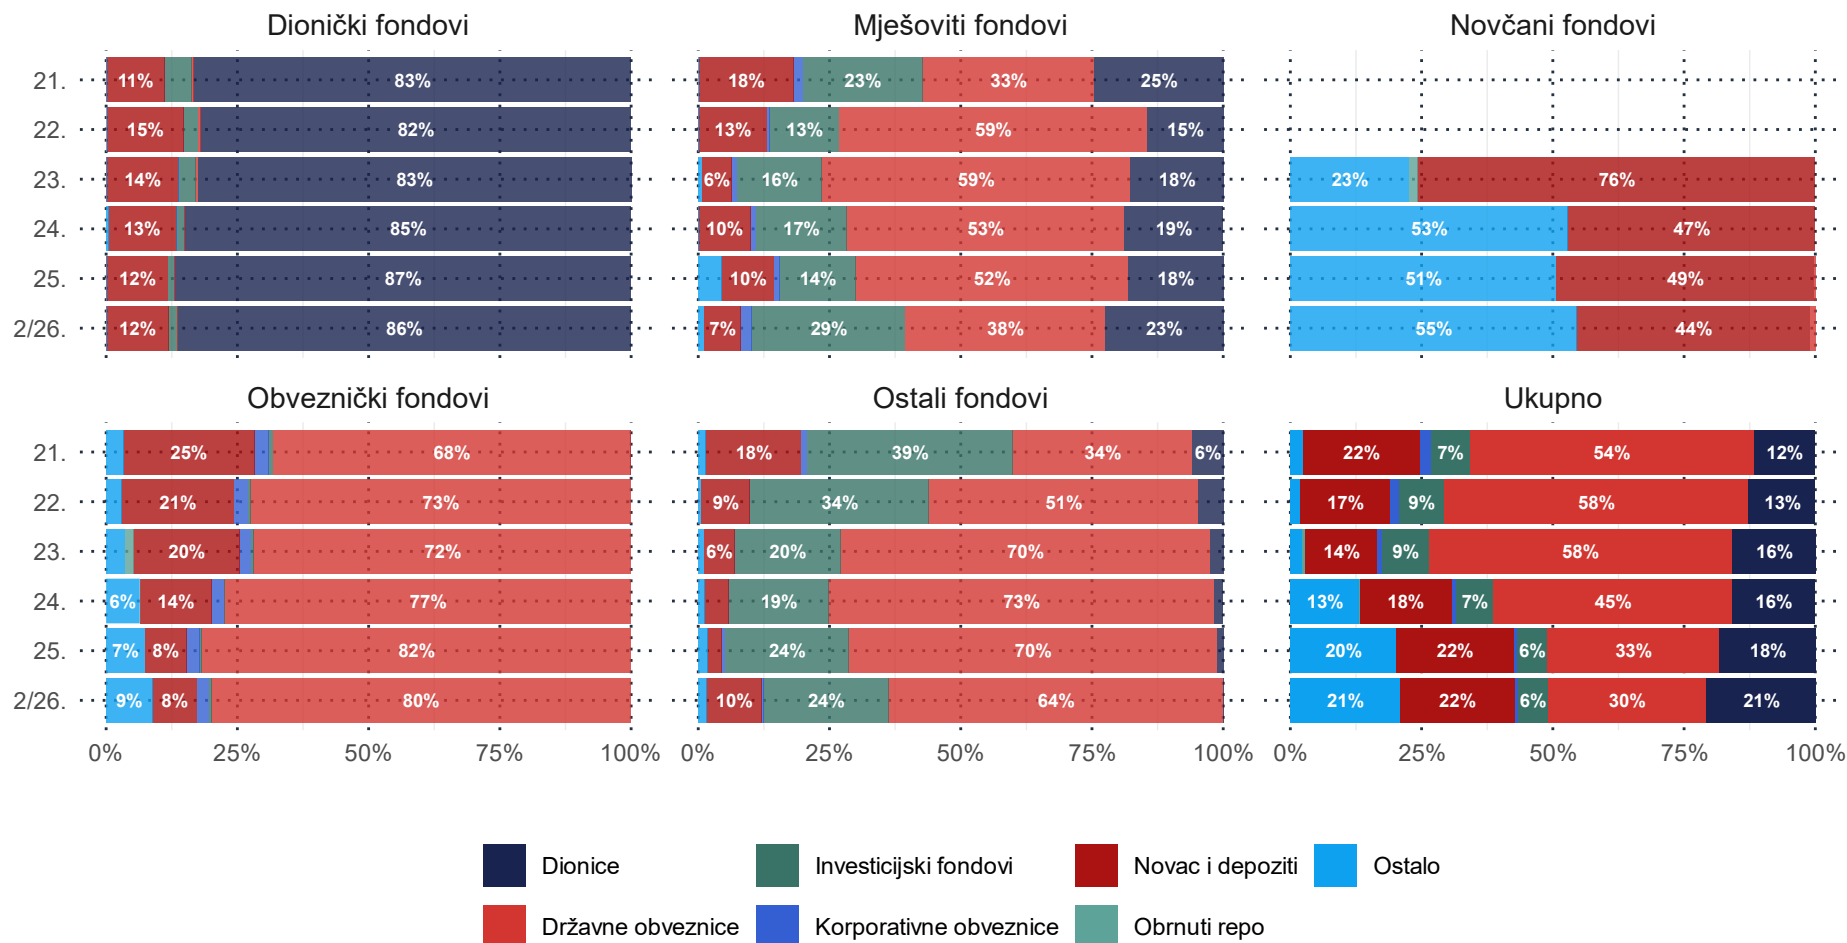 Dionički fondovi Mješoviti fondovi Novčani fondovi
21. 11% 83% 18% 23% 33% 25%
22. 15% 82% 13% 13% 59% 15%
23. 14% 83% 6% 16% 59% 18% 23% 76%
24. 13% 85% 10% 17% 53% 19% 53% 47%
25. 12% 87% 10% 14% 52% 18% 51% 49%
2/26. 12% 86% 7% 29% 38% 23% 55% 44%
Obveznički fondovi Ostali fondovi Ukupno
21. 25% 68% 18% 39% 34% 6% 22% 7% 54% 12%
22. 21% 73% 9% 34% 51% 17% 9% 58% 13%
23. 20% 72% 6% 20% 70% 14% 9% 58% 16%
24. 6% 14% 77% 19% 73% 13% 18% 7% 45% 16%
25. 7% 8% 82% 24% 70% 20% 22% 6% 33% 18%
2/26. 9% 8% 80% 10% 24% 64% 21% 22% 6% 30% 21%
0% 25% 50% 75% 100% 0% 25% 50% 75% 100% 0% 25% 50% 75% 100%
Dionice Investicijski fondovi Novac i depoziti Ostalo
Državne obveznice Korporativne obveznice Obrnuti repo